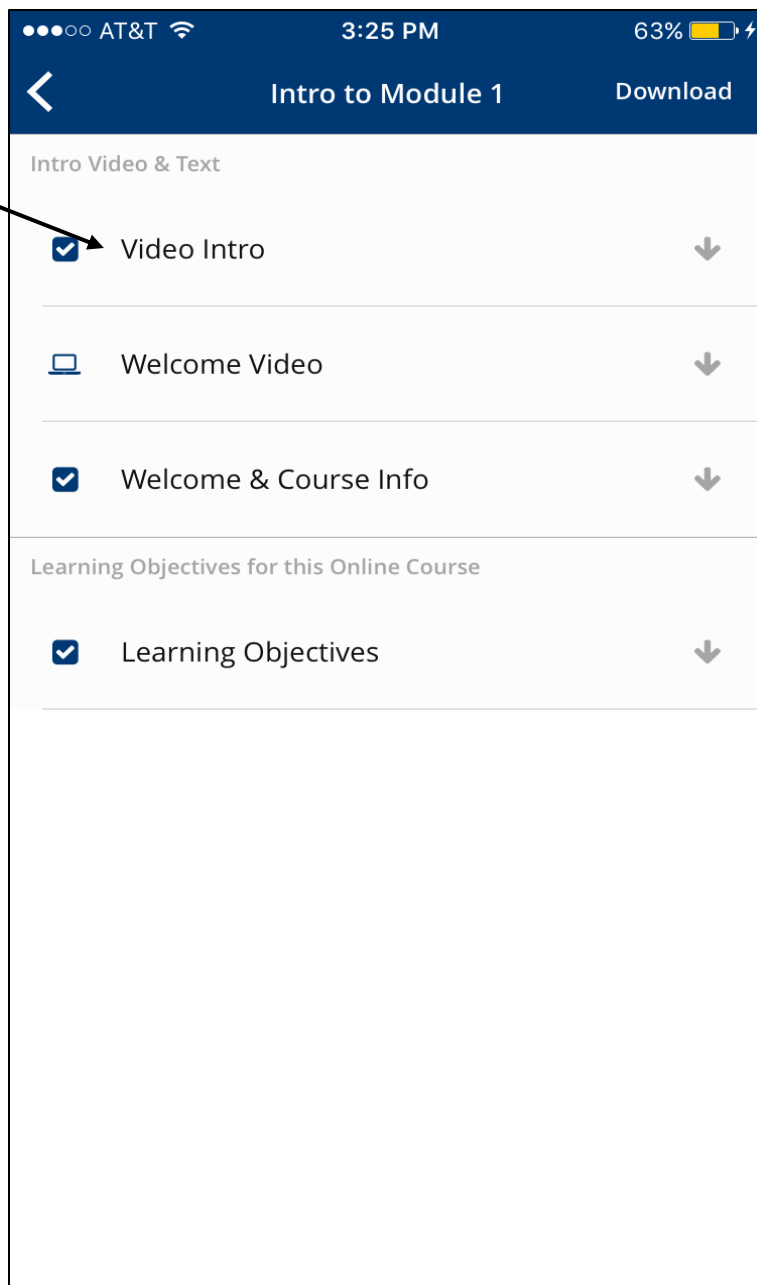 AT&T 3:25 PM 63%
Intro to Module 1 Download
Intro Video & Text
Video Intro
Welcome Video
Welcome & Course Info
Learning Objectives for this Online Course
Learning Objectives